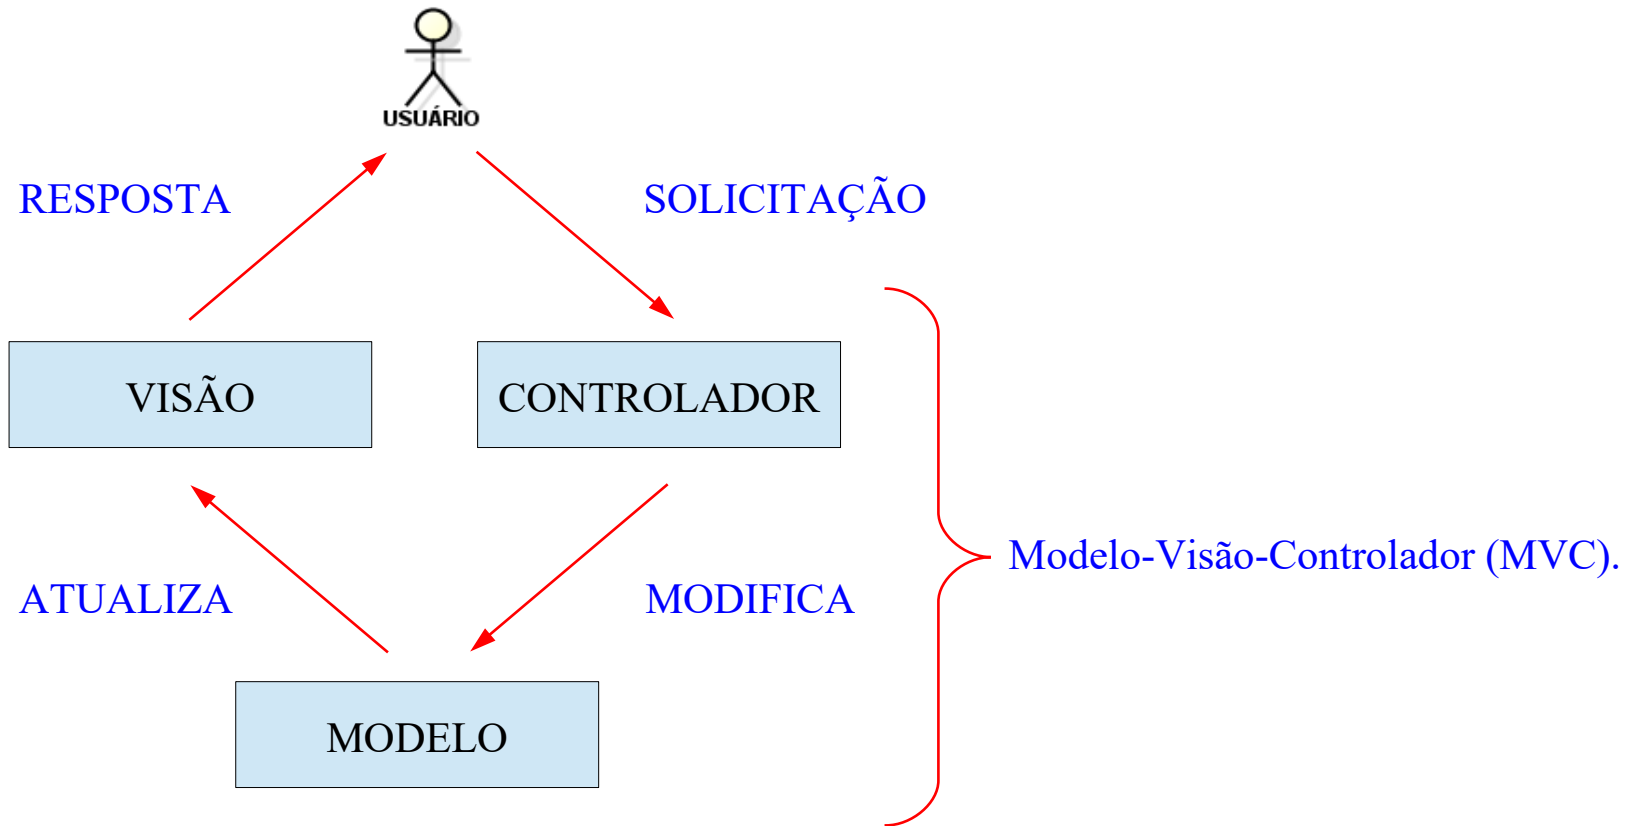 USUÁRIO
RESPOSTA
SOLICITAÇÃO
VISÃO
CONTROLADOR
Modelo-Visão-Controlador (MVC).
ATUALIZA
MODIFICA
MODELO